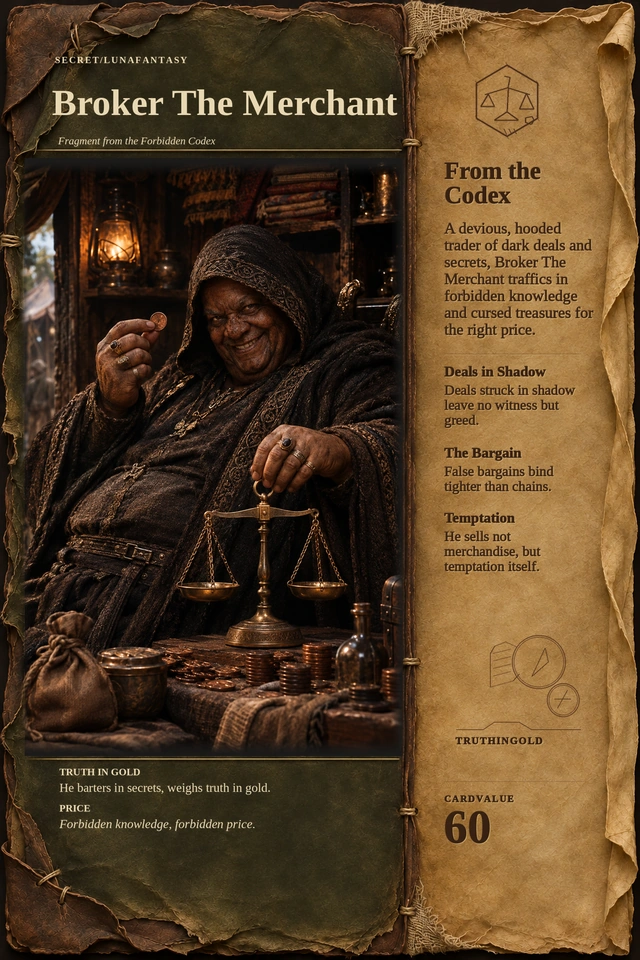 SECRET/LUNAFANTASY
Broker The Merchant
Fragment from the Forbidden Codex
TRUTH IN GOLD
He barters in secrets, weighs truth in gold.
PRICE
Forbidden knowledge, forbidden price.
From the
Codex
A devious, hooded
trader of dark deals and
secrets, Broker The
Merchant traffics in
forbidden knowledge
and cursed treasures for
the right price.
Deals in Shadow
Deals struck in shadow
leave no witness but
greed.
The Bargain
False bargains bind
tighter than chains.
Temptation
He sells not
merchandise, but
temptation itself.
TRUTHINGOLD
CARDVALUE
60